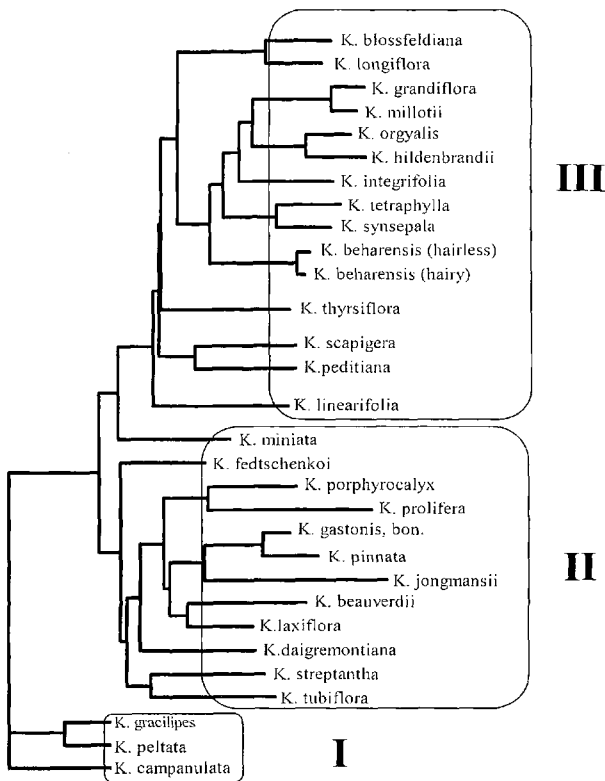 K. blossfeldiana
K. longiflora
K. grandiflora
K. millotii
K. orgyalis
K. hildenbrandii
K. integrifolia
III
K. tetraphylla
K. synsepala
K. beharensis (hairless)
K. beharensis (hairy)
K. thyrsiflora
K. scapigera
K.peditiana
K. linearifolia
K. miniata
K. fedtschenkoi
K. porphyrocalyx
K. prolifera
K. gastonis, bon.
K. pinnata
II
K. jongmansii
K. beauverdii
K.laxiflora
K.daigremontiana
K. streptantha
K. tubiflora
K. gracilipes
K. peltata
I
K. campanulata